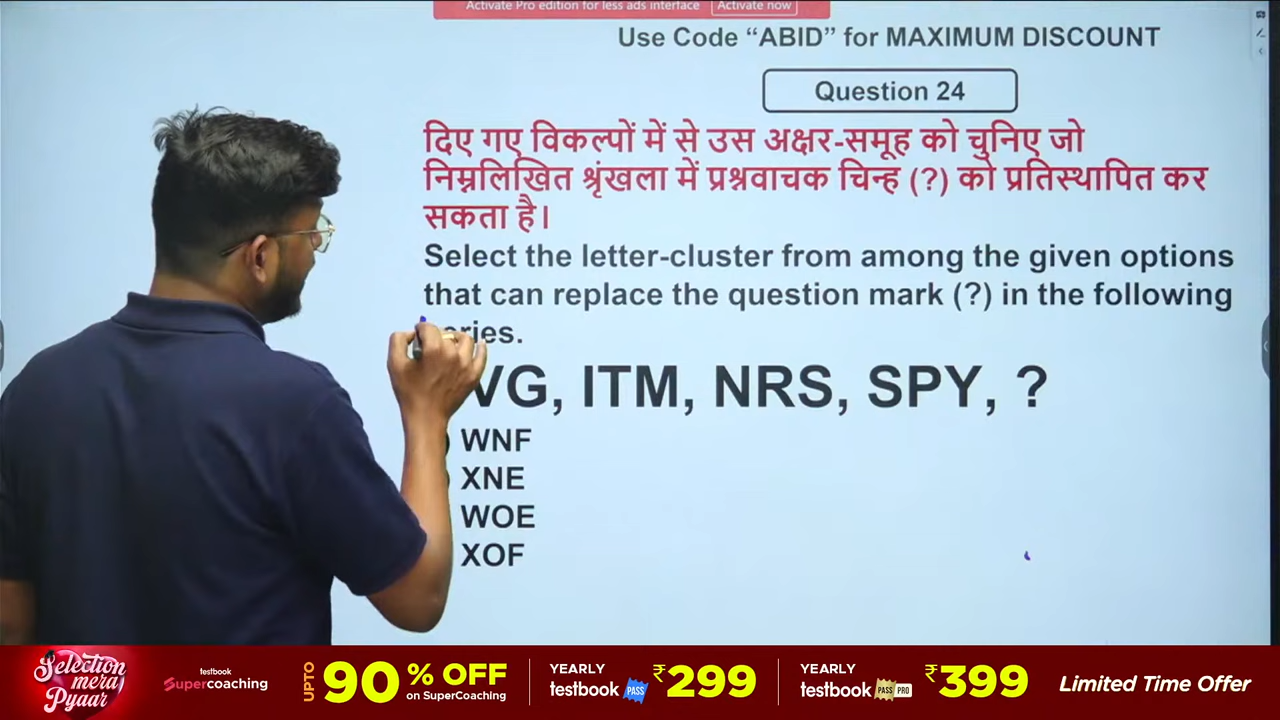 Activate Pro edition for less ads interface Activate now
Use Code “ABID” for MAXIMUM DISCOUNT
Question 24
दिए गए विकल्पों में से उस अक्षर-समूह को चुनिए जो
निम्नलिखित श्रृंखला में प्रश्नवाचक चिन्ह (?) को प्रतिस्थापित कर
सकता है।
Select the letter-cluster from among the given options
that can replace the question mark (?) in the following
VG, ITM, NRS, SPY, ?
WNF
XNE
WOE
XOF
Selection
mera
Pyaar
testbook
Supercoaching
UPTO 90% OFF
on SuperCoaching
YEARLY
testbook PASS ₹299
YEARLY
testbook PASS PRO ₹399
Limited Time Offer